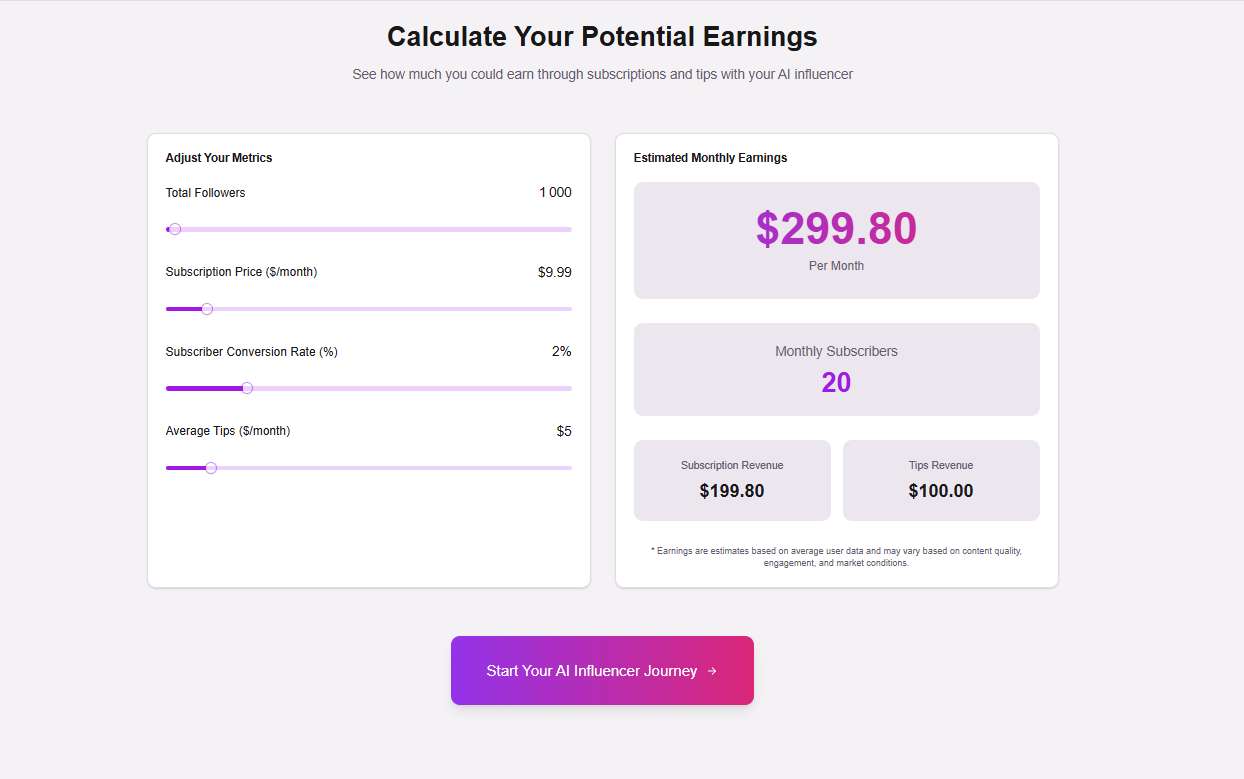 Calculate Your Potential Earnings
See how much you could earn through subscriptions and tips with your AI influencer
Adjust Your Metrics
Total Followers 1 000
Subscription Price ($/month) $9.99
Subscriber Conversion Rate (%) 2%
Average Tips ($/month) $5
Estimated Monthly Earnings
$299.80
Per Month
Monthly Subscribers
20
Subscription Revenue
$199.80
Tips Revenue
$100.00
* Earnings are estimates based on average user data and may vary based on content quality,
engagement, and market conditions.
Start Your AI Influencer Journey →